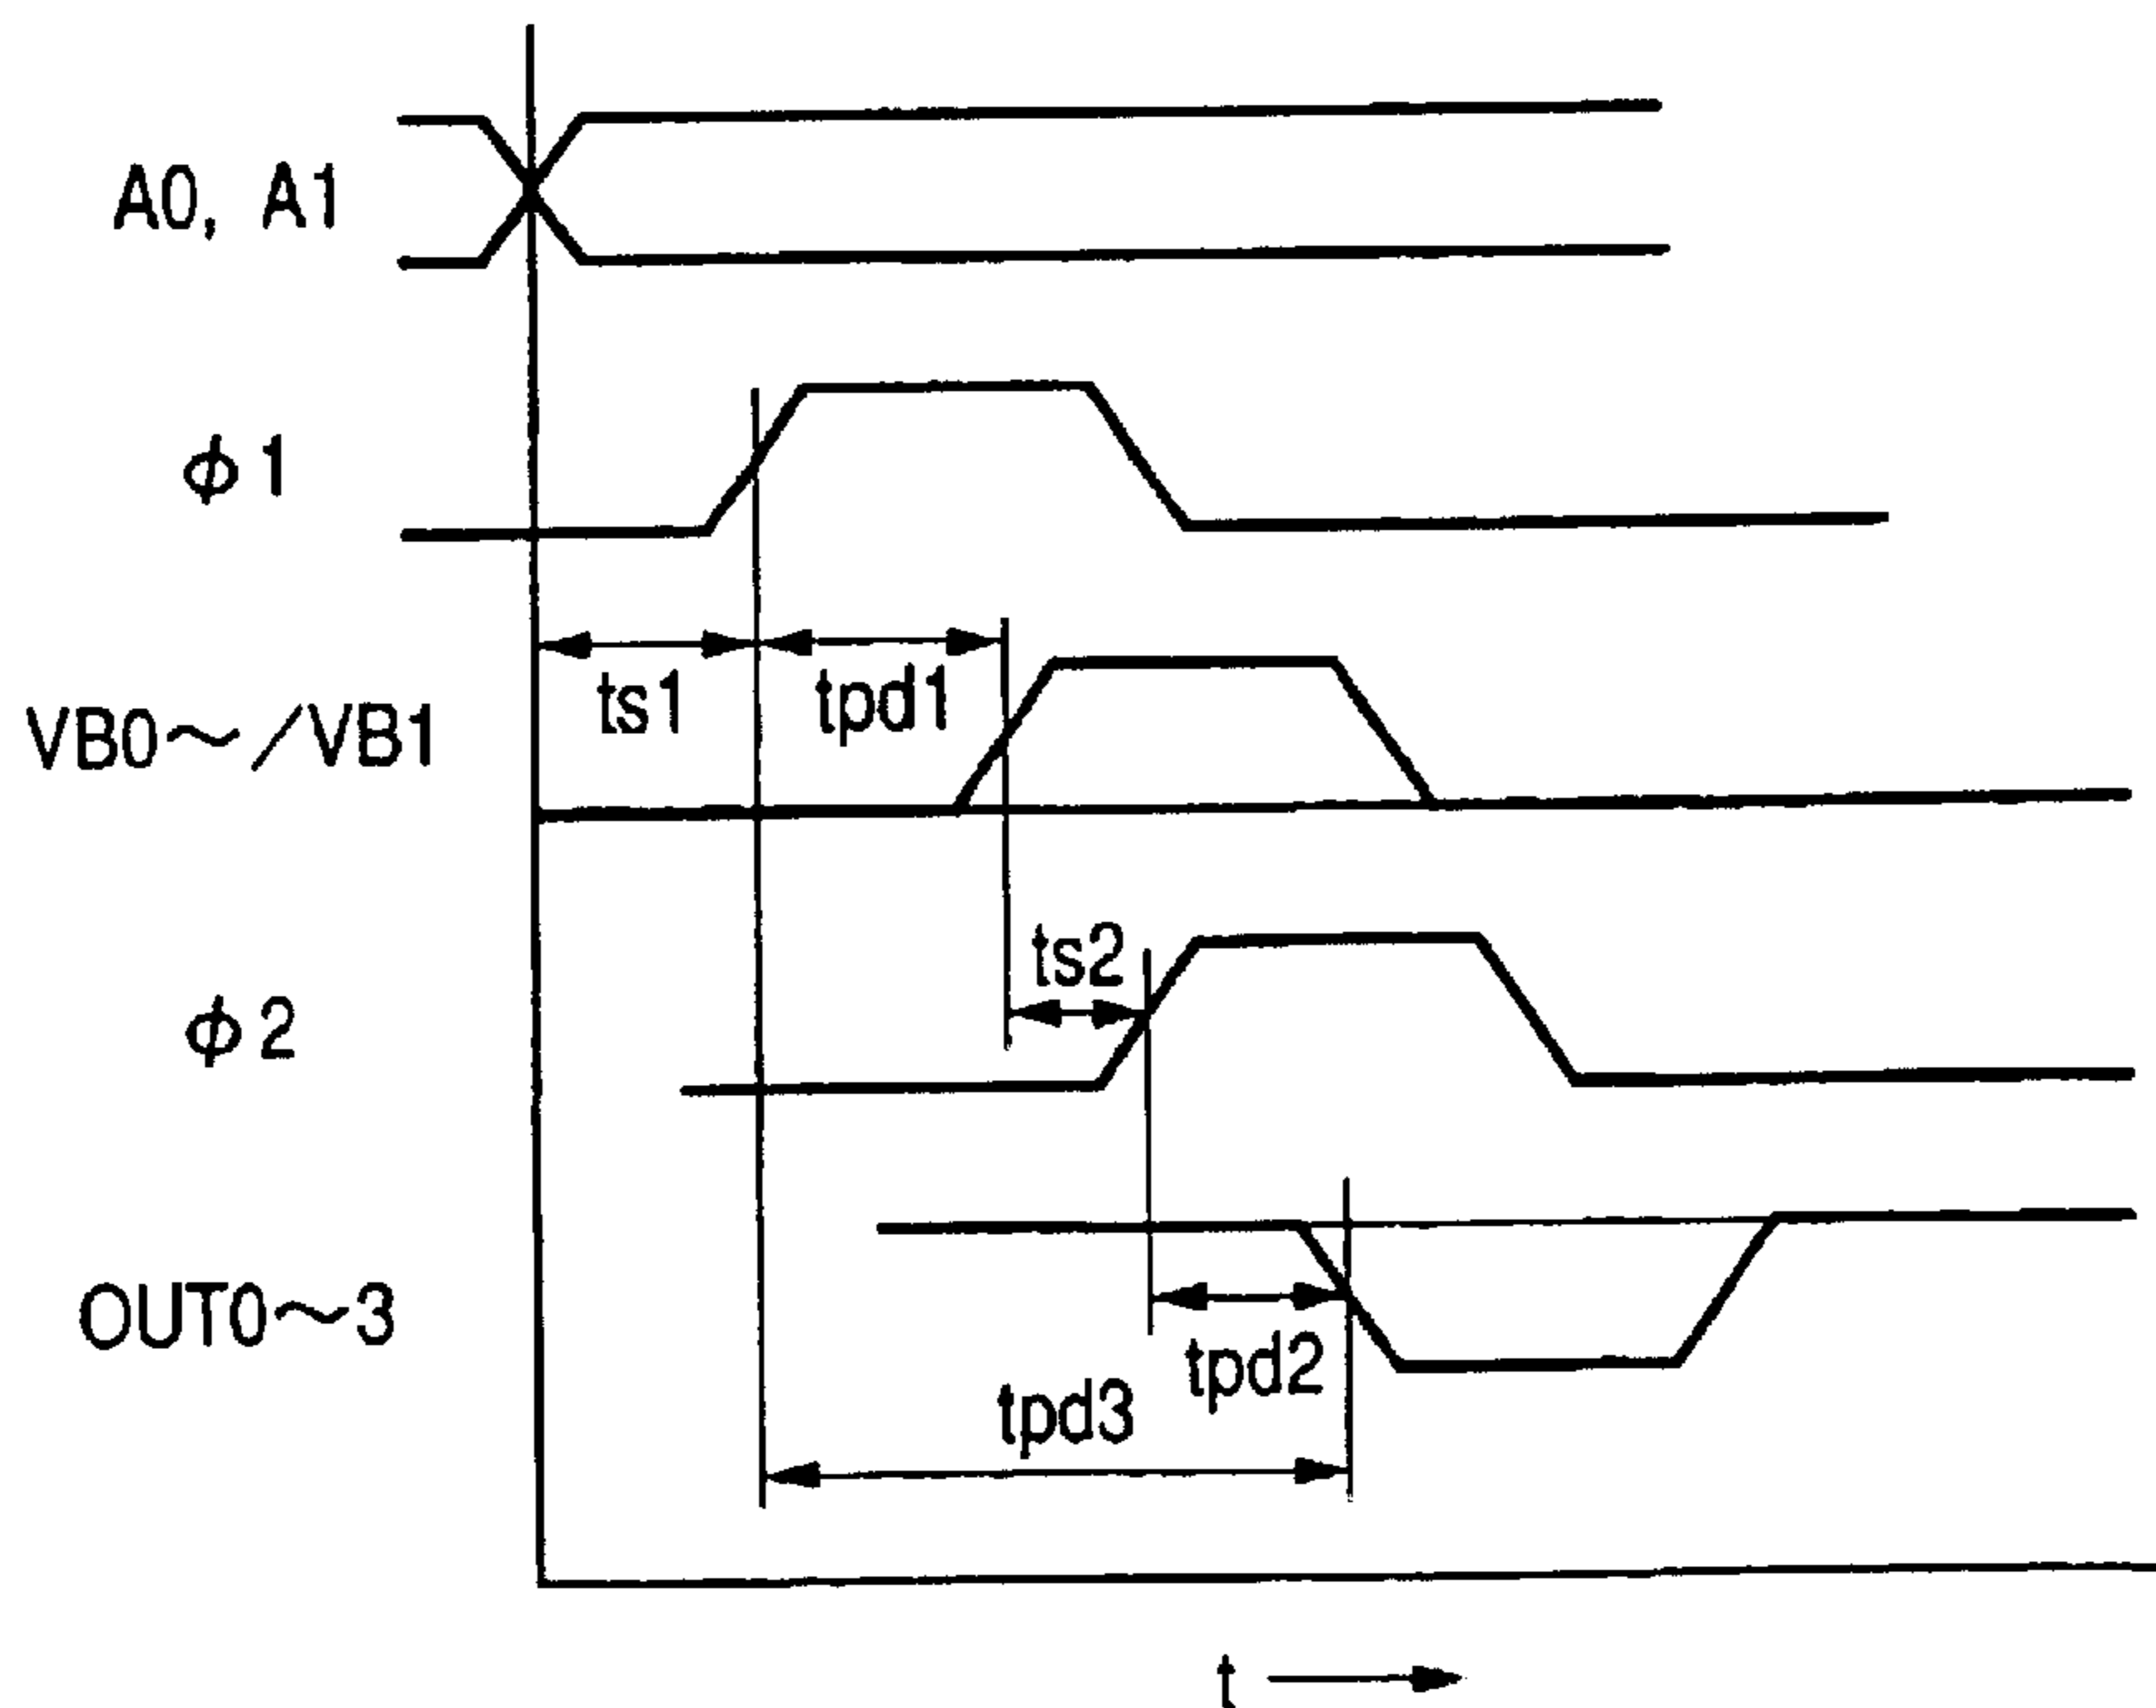 A0, A1
ϕ1
ts1
tpd1
VB0～/VB1
ts2
ϕ2
OUT0～3
tpd2
tpd3
t